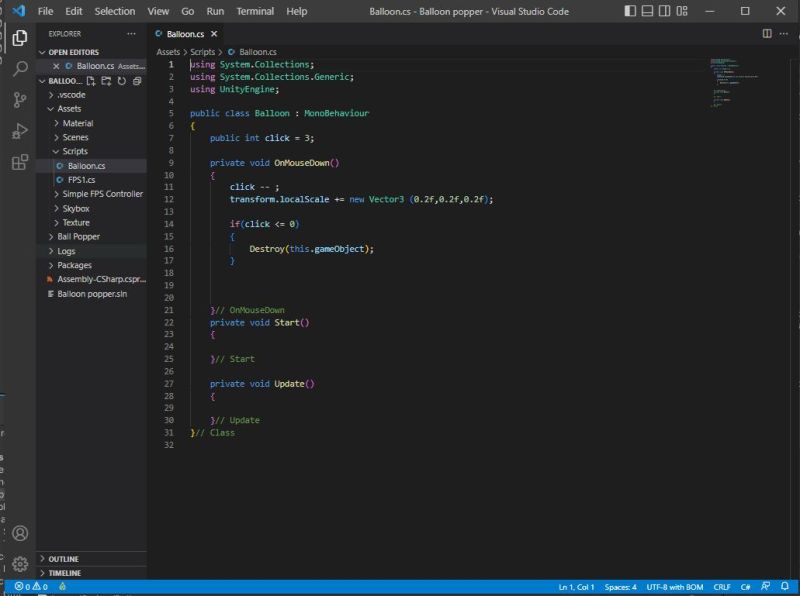 File Edit Selection View Go Run Terminal Help Balloon.cs - Balloon popper - Visual Studio Code
EXPLORER
OPEN EDITORS
Balloon.cs Assets...
BALLOO...
.vscode
Assets
Material
Scenes
Scripts
Balloon.cs
FPS1.cs
Simple FPS Controller
Skybox
Texture
Ball Popper
Logs
Packages
Assembly-CSharp.cspr...
Balloon popper.sln
OUTLINE
TIMELINE
Balloon.cs
Assets > Scripts > Balloon.cs
1 using System.Collections;
2 using System.Collections.Generic;
3 using UnityEngine;
4
5 public class Balloon : MonoBehaviour
6 {
7 public int click = 3;
8
9 private void OnMouseDown()
10 {
11 click -- ;
12 transform.localScale += new Vector3 (0.2f,0.2f,0.2f);
13
14 if(click <= 0)
15 {
16 Destroy(this.gameObject);
17 }
18
19
20
21 }// OnMouseDown
22 private void Start()
23 {
24
25 }// Start
26
27 private void Update()
28 {
29
30 }// Update
31 }// Class
32
0 0 Ln 1, Col 1 Spaces: 4 UTF-8 with BOM CRLF C#